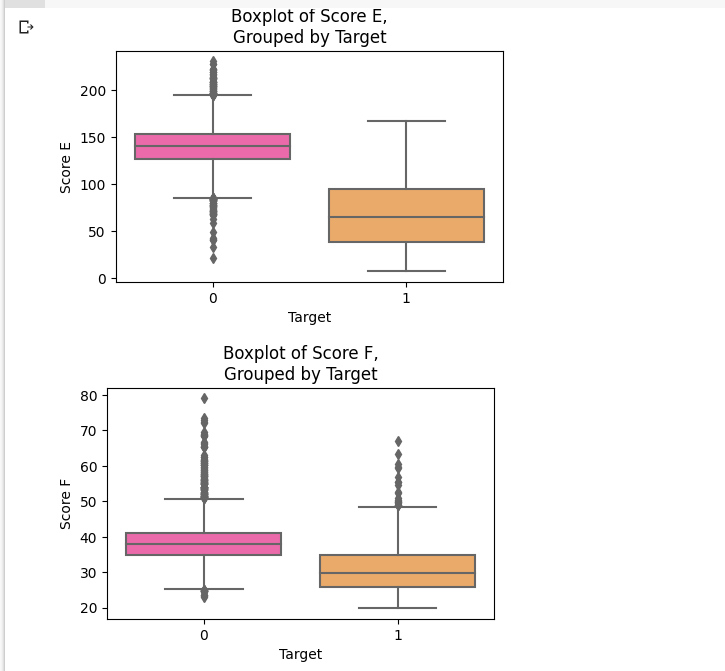 Boxplot of Score E,
Grouped by Target
200
150
100
50
0
Score E
0 1
Target
Boxplot of Score F,
Grouped by Target
80
70
60
50
40
30
20
Score F
0 1
Target